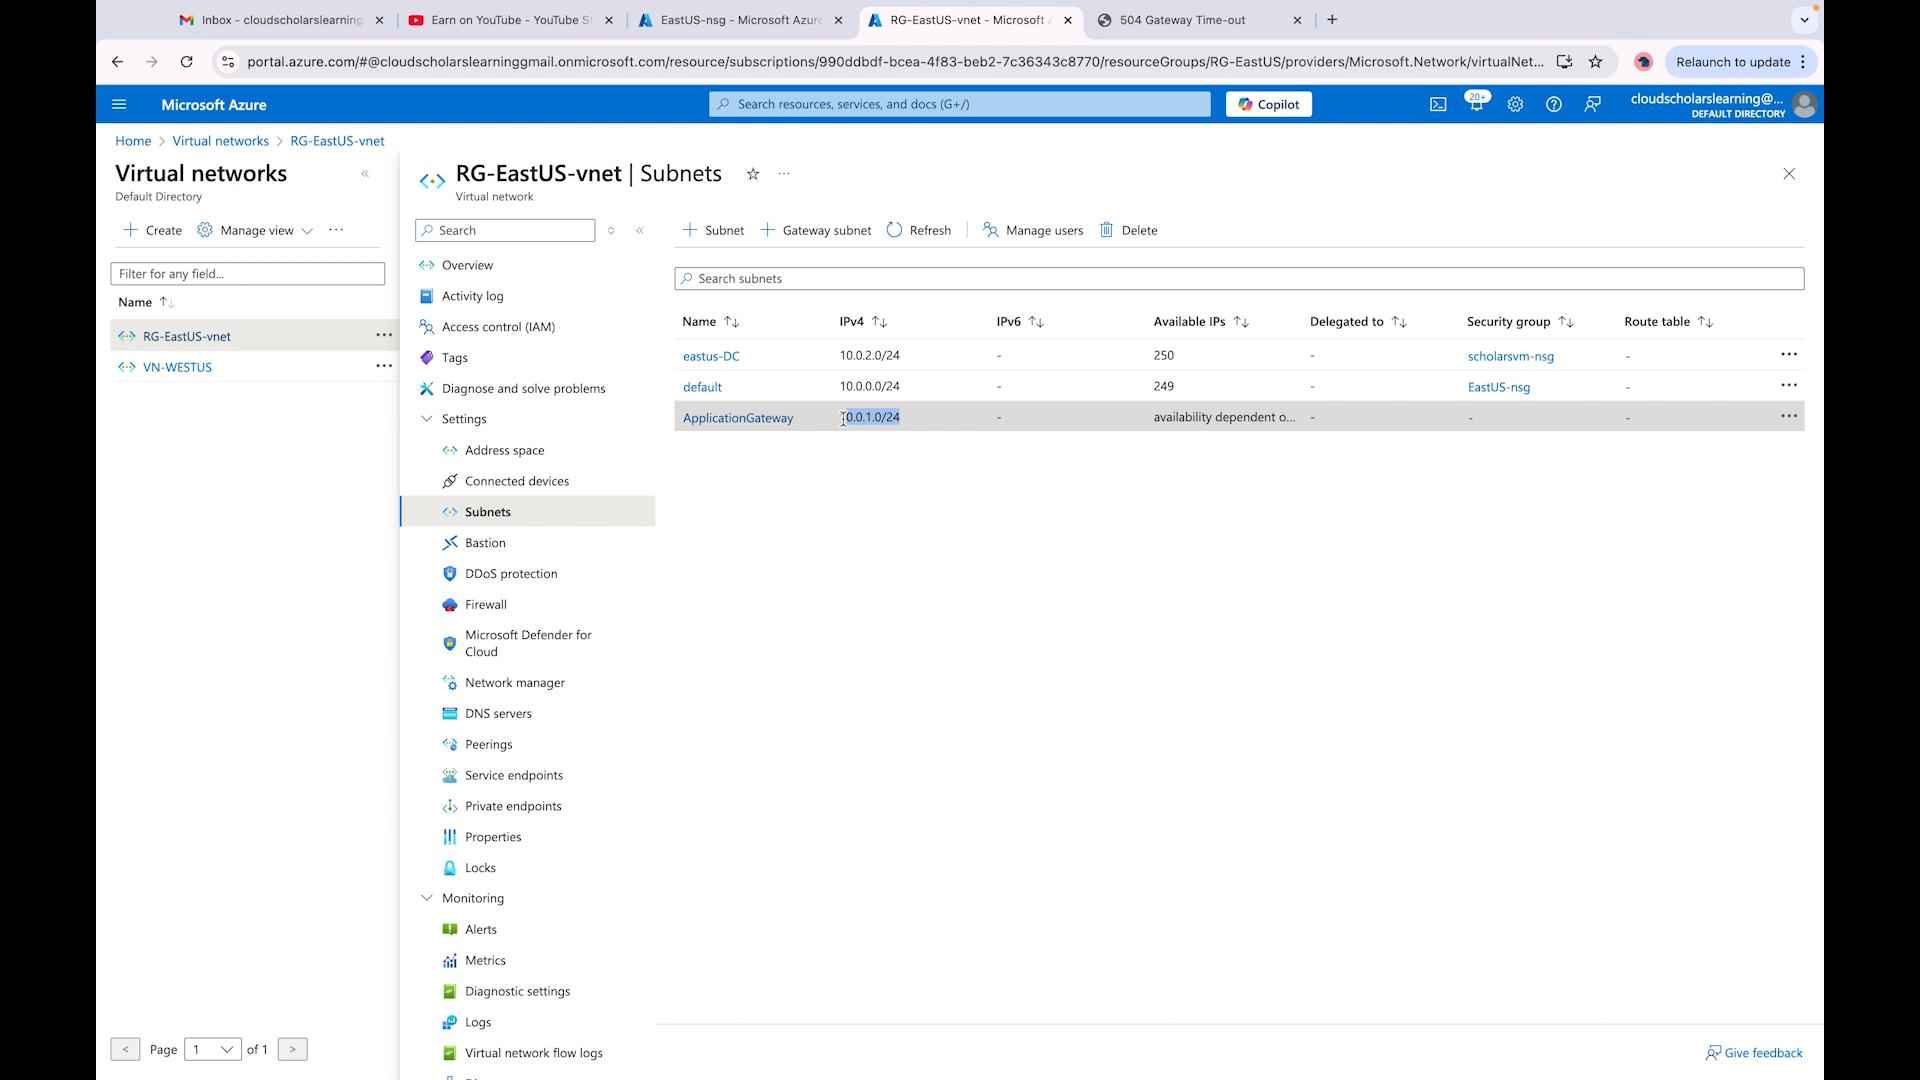 Inbox - cloudscholarslearning
Earn on YouTube - YouTube S
EastUS-nsg - Microsoft Azure
RG-EastUS-vnet - Microsoft
504 Gateway Time-out
portal.azure.com/#@cloudscholarslearninggmail.onmicrosoft.com/resource/subscriptions/990ddbdf-bcea-4f83-beb2-7c36343c8770/resourceGroups/RG-EastUS/providers/Microsoft.Network/virtualNet...
Relaunch to update
Microsoft Azure
Search resources, services, and docs (G+/)
Copilot
20+
cloudscholarslearning@...
DEFAULT DIRECTORY
Home > Virtual networks > RG-EastUS-vnet
Virtual networks
Default Directory
Create
Manage view
Filter for any field...
Name
RG-EastUS-vnet
VN-WESTUS
Page 1 of 1
RG-EastUS-vnet | Subnets
Virtual network
Search
Overview
Activity log
Access control (IAM)
Tags
Diagnose and solve problems
Settings
Address space
Connected devices
Subnets
Bastion
DDoS protection
Firewall
Microsoft Defender for
Cloud
Network manager
DNS servers
Peerings
Service endpoints
Private endpoints
Properties
Locks
Monitoring
Alerts
Metrics
Diagnostic settings
Logs
Virtual network flow logs
Subnet
Gateway subnet
Refresh
Manage users
Delete
Search subnets
Name IPv4 IPv6 Available IPs Delegated to Security group Route table
eastus-DC 10.0.2.0/24 - 250 - scholarsvm-nsg -
default 10.0.0.0/24 - 249 - EastUS-nsg -
ApplicationGateway 10.0.1.0/24 - availability dependent o... - - -
Give feedback